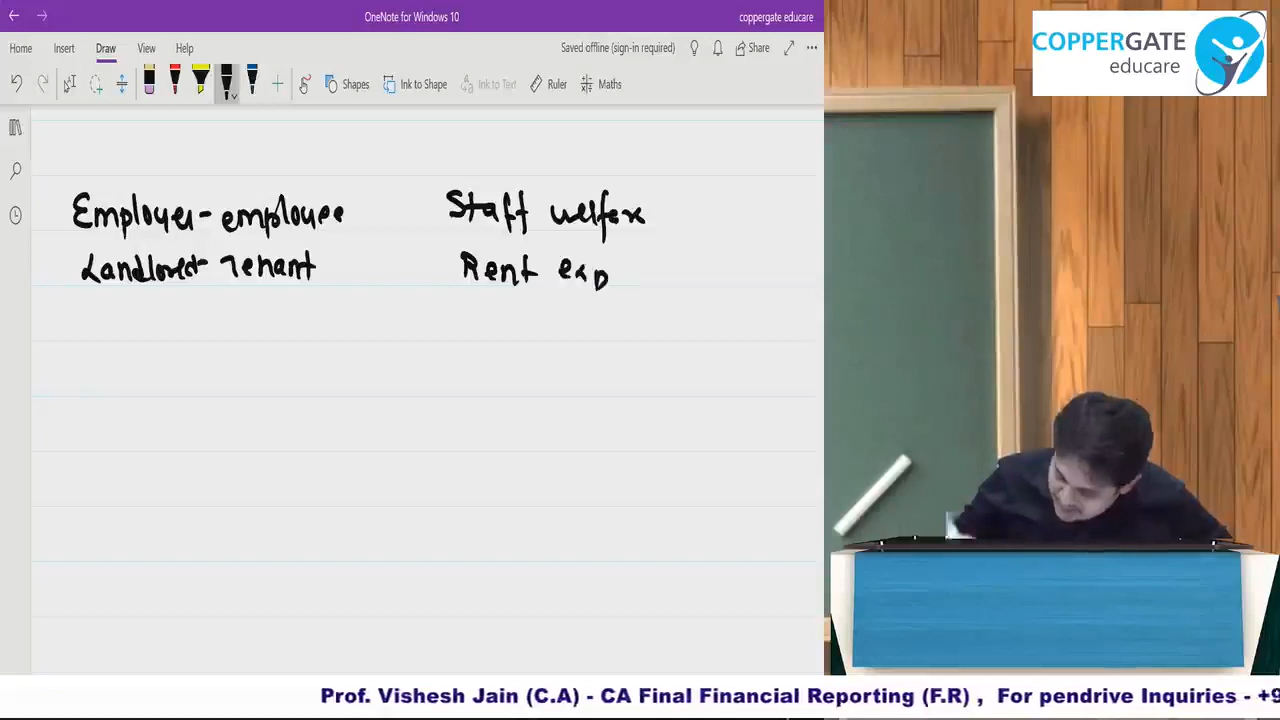 OneNote for Windows 10
coppergate educare
Home Insert Draw View Help
Saved offline (sign-in required)
Share
Shapes
Ink to Shape
Ink to Text
Ruler
Maths
COPPERGATE
educare
Employer-employee Staff welfare
Landlord-Tenant Rent exp
Prof. Vishesh Jain (C.A) - CA Final Financial Reporting (F.R) , For pendrive Inquiries - +9